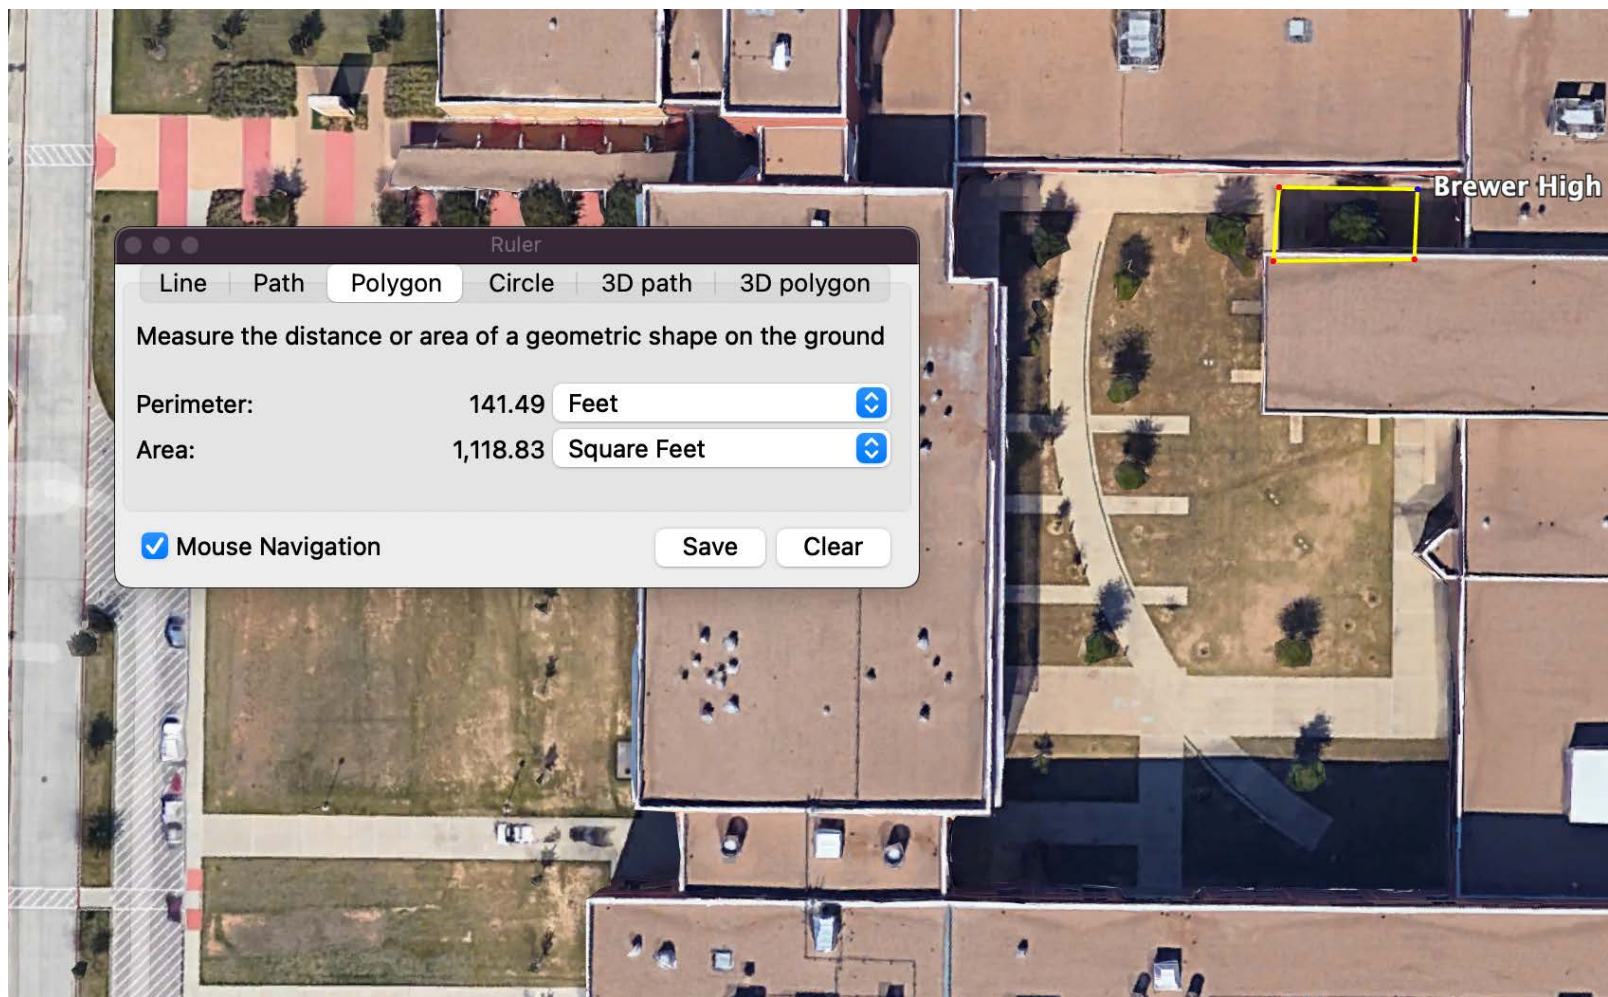 Brewer High
Ruler
Line Path Polygon Circle 3D path 3D polygon
Measure the distance or area of a geometric shape on the ground
Perimeter: 141.49 Feet
Area: 1,118.83 Square Feet
Mouse Navigation Save Clear